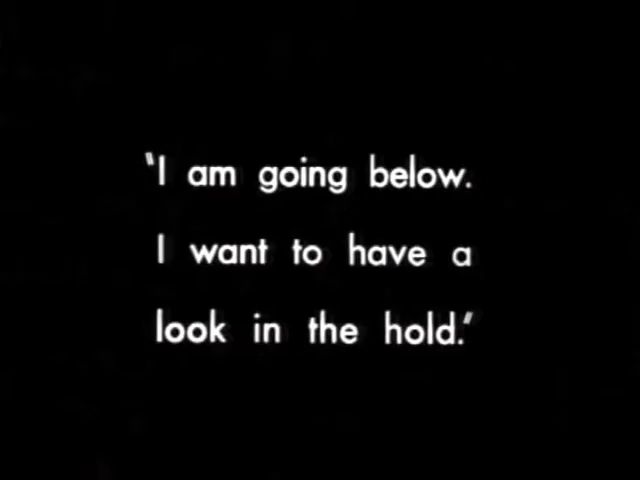 "I am going below.
I want to have a
look in the hold."